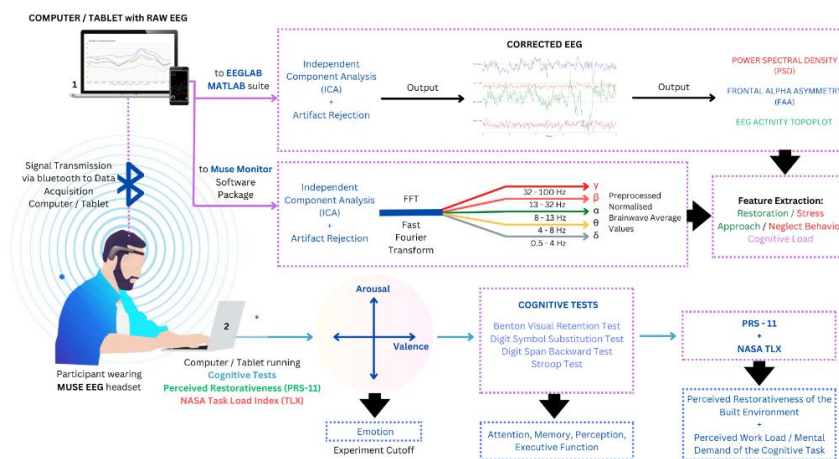 COMPUTER / TABLET with RAW EEG
1
Signal Transmission
via bluetooth to Data
Acquisition
Computer / Tablet
to EEGLAB
MATLAB suite
Independent
Component Analysis
(ICA)
+
Artifact Rejection
Output
CORRECTED EEG
Output
POWER SPECTRAL DENSITY
(PSD)
FRONTAL ALPHA ASYMMETRY
(FAA)
EEG ACTIVITY TOPOPLOT
to Muse Monitor
Software
Package
Independent
Component Analysis
(ICA)
+
Artifact Rejection
FFT
Fast
Fourier
Transform
γ
32 - 100 Hz
β
13 - 32 Hz
α
8 - 13 Hz
θ
4 - 8 Hz
δ
0.5 - 4 Hz
Preprocessed
Normalised
Brainwave Average
Values
Feature Extraction:
Restoration / Stress
Approach / Neglect Behavio
Cognitive Load
2
Participant wearing
MUSE EEG headset
Computer / Tablet running
Cognitive Tests
Perceived Restorativeness (PRS-11)
NASA Task Load Index (TLX)
Arousal
Valence
Emotion
Experiment Cutoff
COGNITIVE TESTS
Benton Visual Retention Test
Digit Symbol Substitution Test
Digit Span Backward Test
Stroop Test
Attention, Memory, Perception,
Executive Function
PRS - 11
+
NASA TLX
Perceived Restorativeness of the
Built Environment
+
Perceived Work Load / Mental
Demand of the Cognitive Task